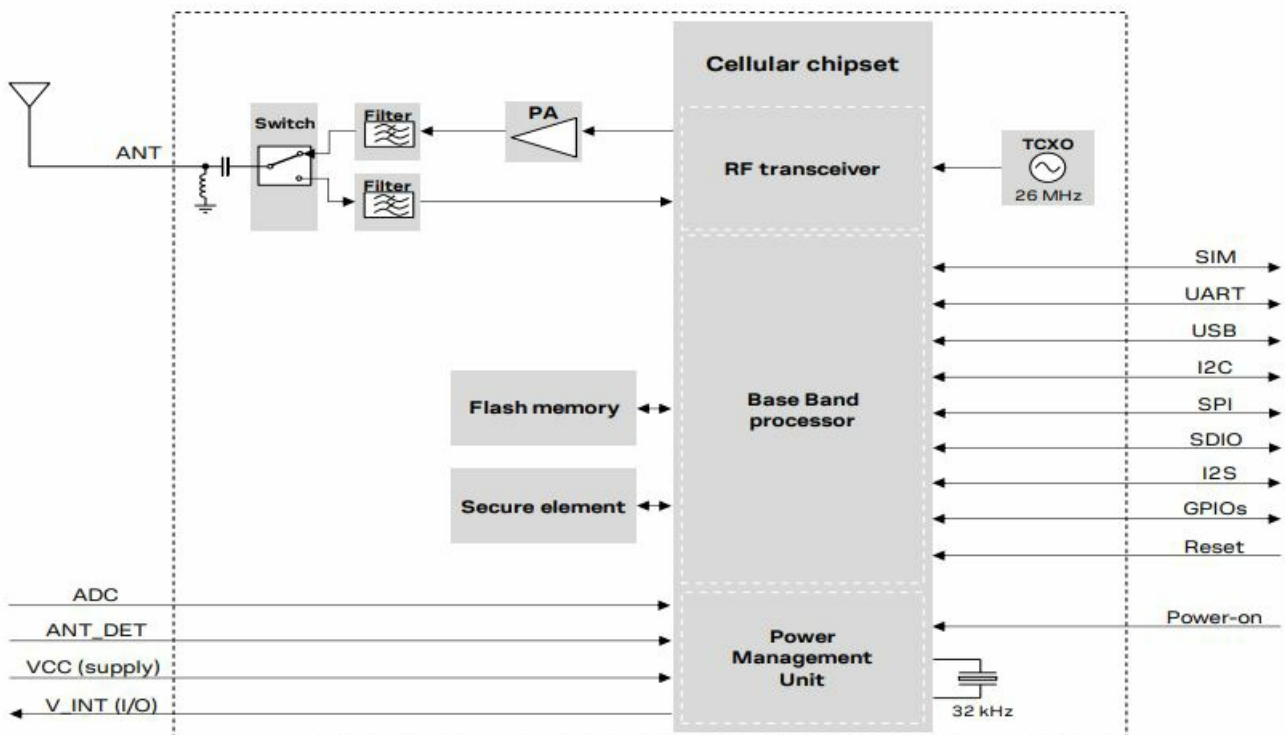 Cellular chipset
Switch
Filter
PA
TCXO
26 MHz
ANT
RF transceiver
Filter
SIM
UART
USB
I2C
SPI
SDIO
I2S
GPIOs
Reset
Flash memory
Base Band
processor
Secure element
ADC
ANT_DET
VCC (supply)
V_INT (I/O)
Power-on
Power
Management
Unit
32 kHz